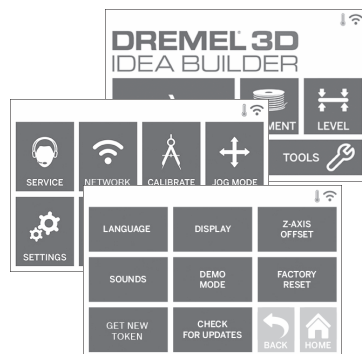 DREMEL® 3D
IDEA BUILDER
MENT
LEVEL
TOOLS
SERVICE
NETWORK
CALIBRATE
JOG MODE
SETTINGS
LANGUAGE
DISPLAY
Z-AXIS
OFFSET
SOUNDS
DEMO
MODE
FACTORY
RESET
GET NEW
TOKEN
CHECK
FOR UPDATES
BACK
HOME